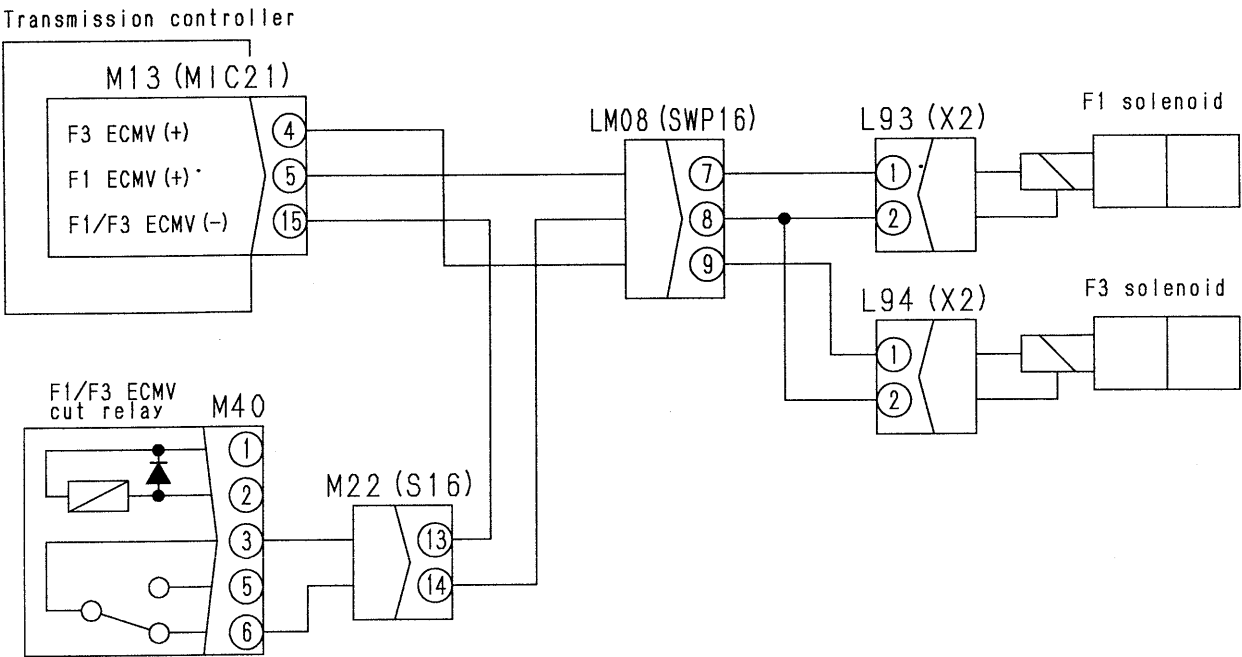 Transmission controller
M13 (MIC21)
F3 ECMV (+)
4
F1 ECMV (+)
5
F1/F3 ECMV (-)
15
LM08 (SWP16)
7
8
9
L93 (X2)
1
2
F1 solenoid
L94 (X2)
1
2
F3 solenoid
F1/F3 ECMV
cut relay
M40
1
2
3
5
6
M22 (S16)
13
14